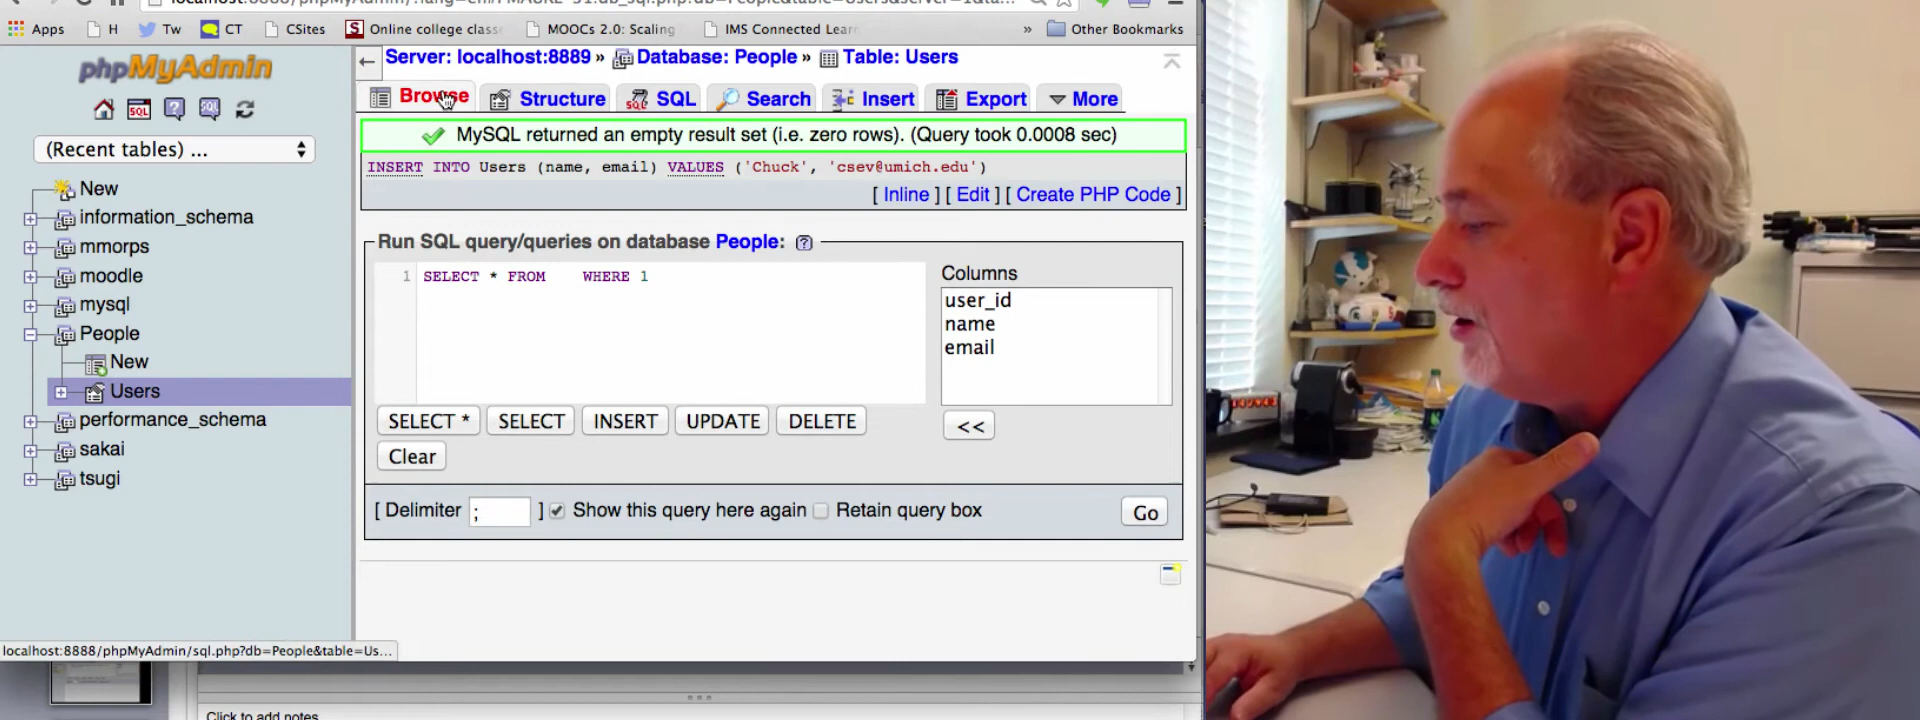 Apps H Tw CT CSites Online college class MOOCs 2.0: Scaling IMS Connected Lear » Other Bookmarks
phpMyAdmin
(Recent tables) ...
New
information_schema
mmorps
moodle
mysql
People
New
Users
performance_schema
sakai
tsugi
localhost:8888/phpMyAdmin/sql.php?db=People&table=Us...
Server: localhost:8889 » Database: People » Table: Users
Browse Structure SQL Search Insert Export More
MySQL returned an empty result set (i.e. zero rows). (Query took 0.0008 sec)
INSERT INTO Users (name, email) VALUES ('Chuck', 'csev@umich.edu')
[ Inline ] [ Edit ] [ Create PHP Code ]
Run SQL query/queries on database People:
1 SELECT * FROM WHERE 1
Columns
user_id
name
email
SELECT * SELECT INSERT UPDATE DELETE
<<
Clear
[ Delimiter ; ] Show this query here again Retain query box Go
Click to add notes